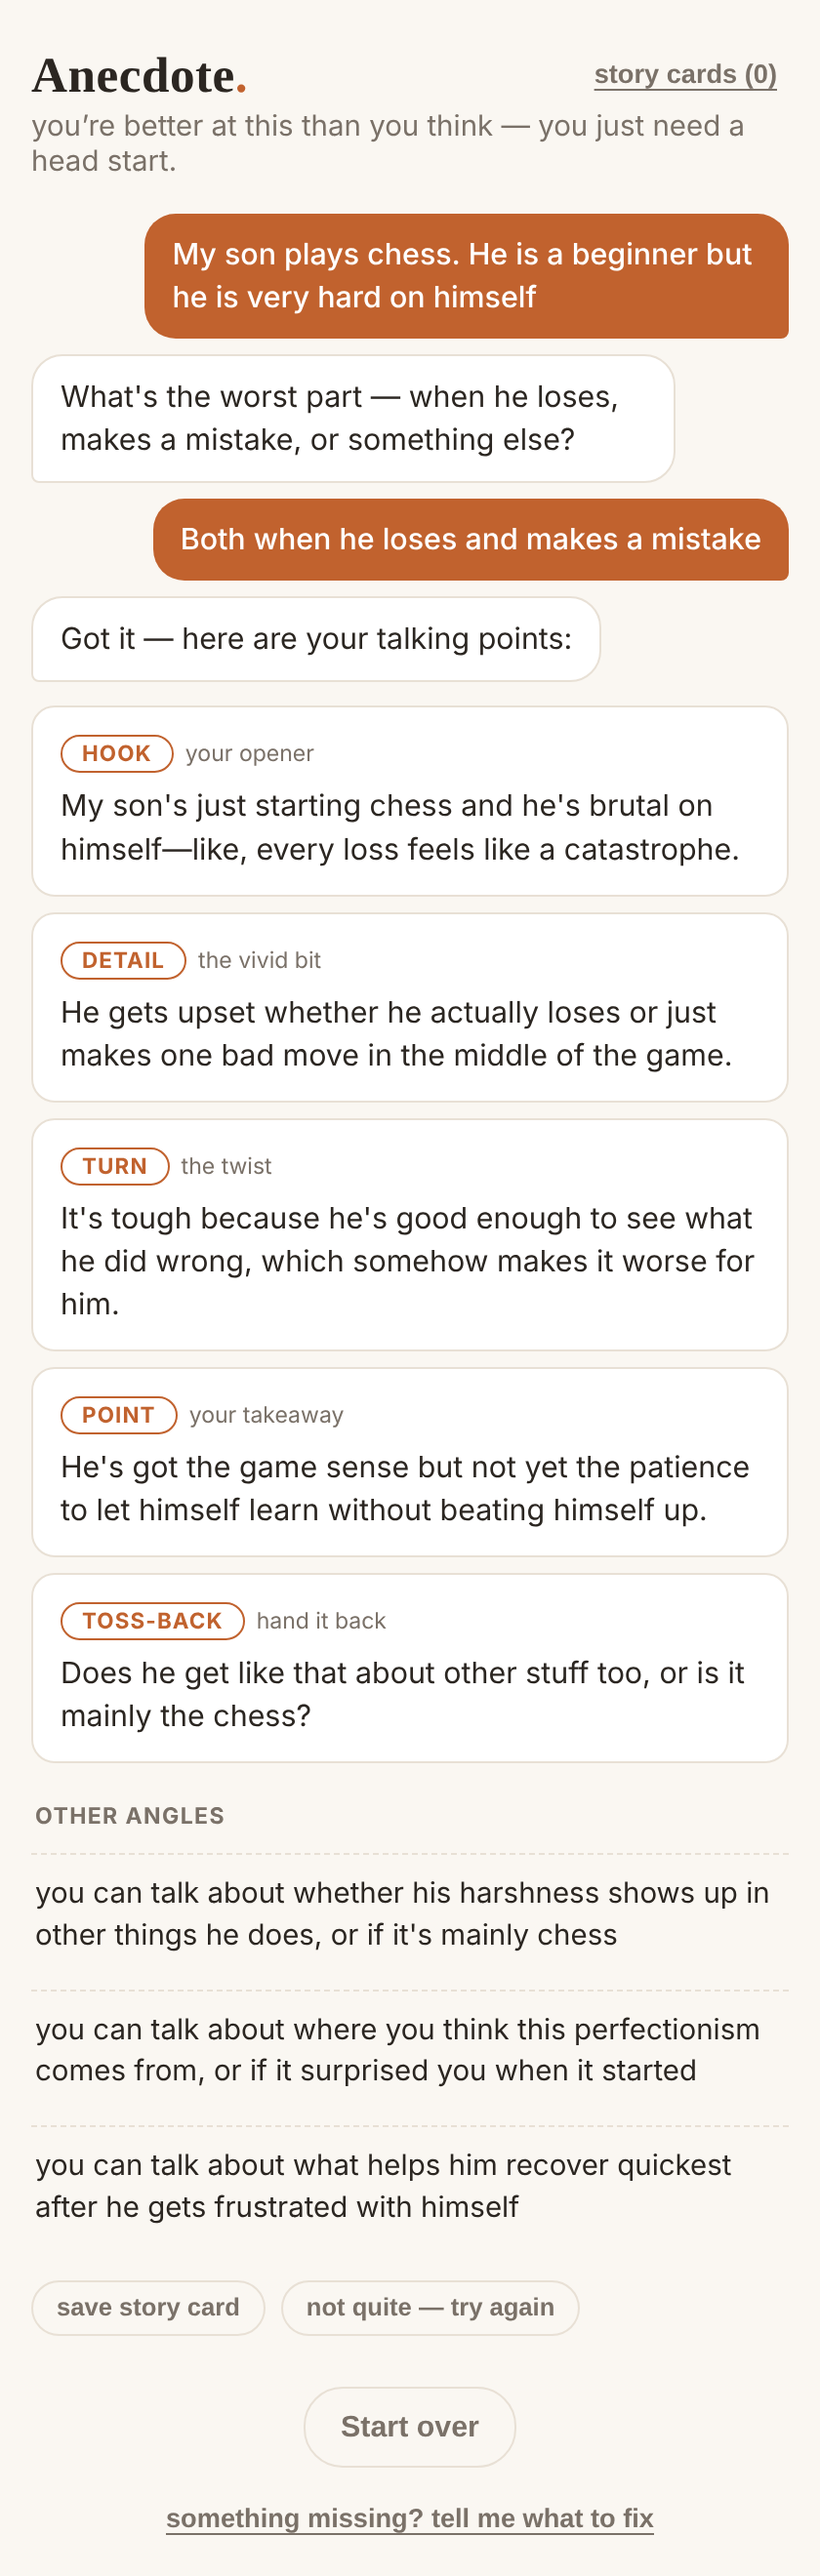 Anecdote.
story cards (0)
you’re better at this than you think — you just need a
head start.
My son plays chess. He is a beginner but
he is very hard on himself
What's the worst part — when he loses,
makes a mistake, or something else?
Both when he loses and makes a mistake
Got it — here are your talking points:
HOOK your opener
My son's just starting chess and he's brutal on
himself—like, every loss feels like a catastrophe.
DETAIL the vivid bit
He gets upset whether he actually loses or just
makes one bad move in the middle of the game.
TURN the twist
It's tough because he's good enough to see what
he did wrong, which somehow makes it worse for
him.
POINT your takeaway
He's got the game sense but not yet the patience
to let himself learn without beating himself up.
TOSS-BACK hand it back
Does he get like that about other stuff too, or is it
mainly the chess?
OTHER ANGLES
you can talk about whether his harshness shows up in
other things he does, or if it's mainly chess
you can talk about where you think this perfectionism
comes from, or if it surprised you when it started
you can talk about what helps him recover quickest
after he gets frustrated with himself
save story card
not quite — try again
Start over
something missing? tell me what to fix